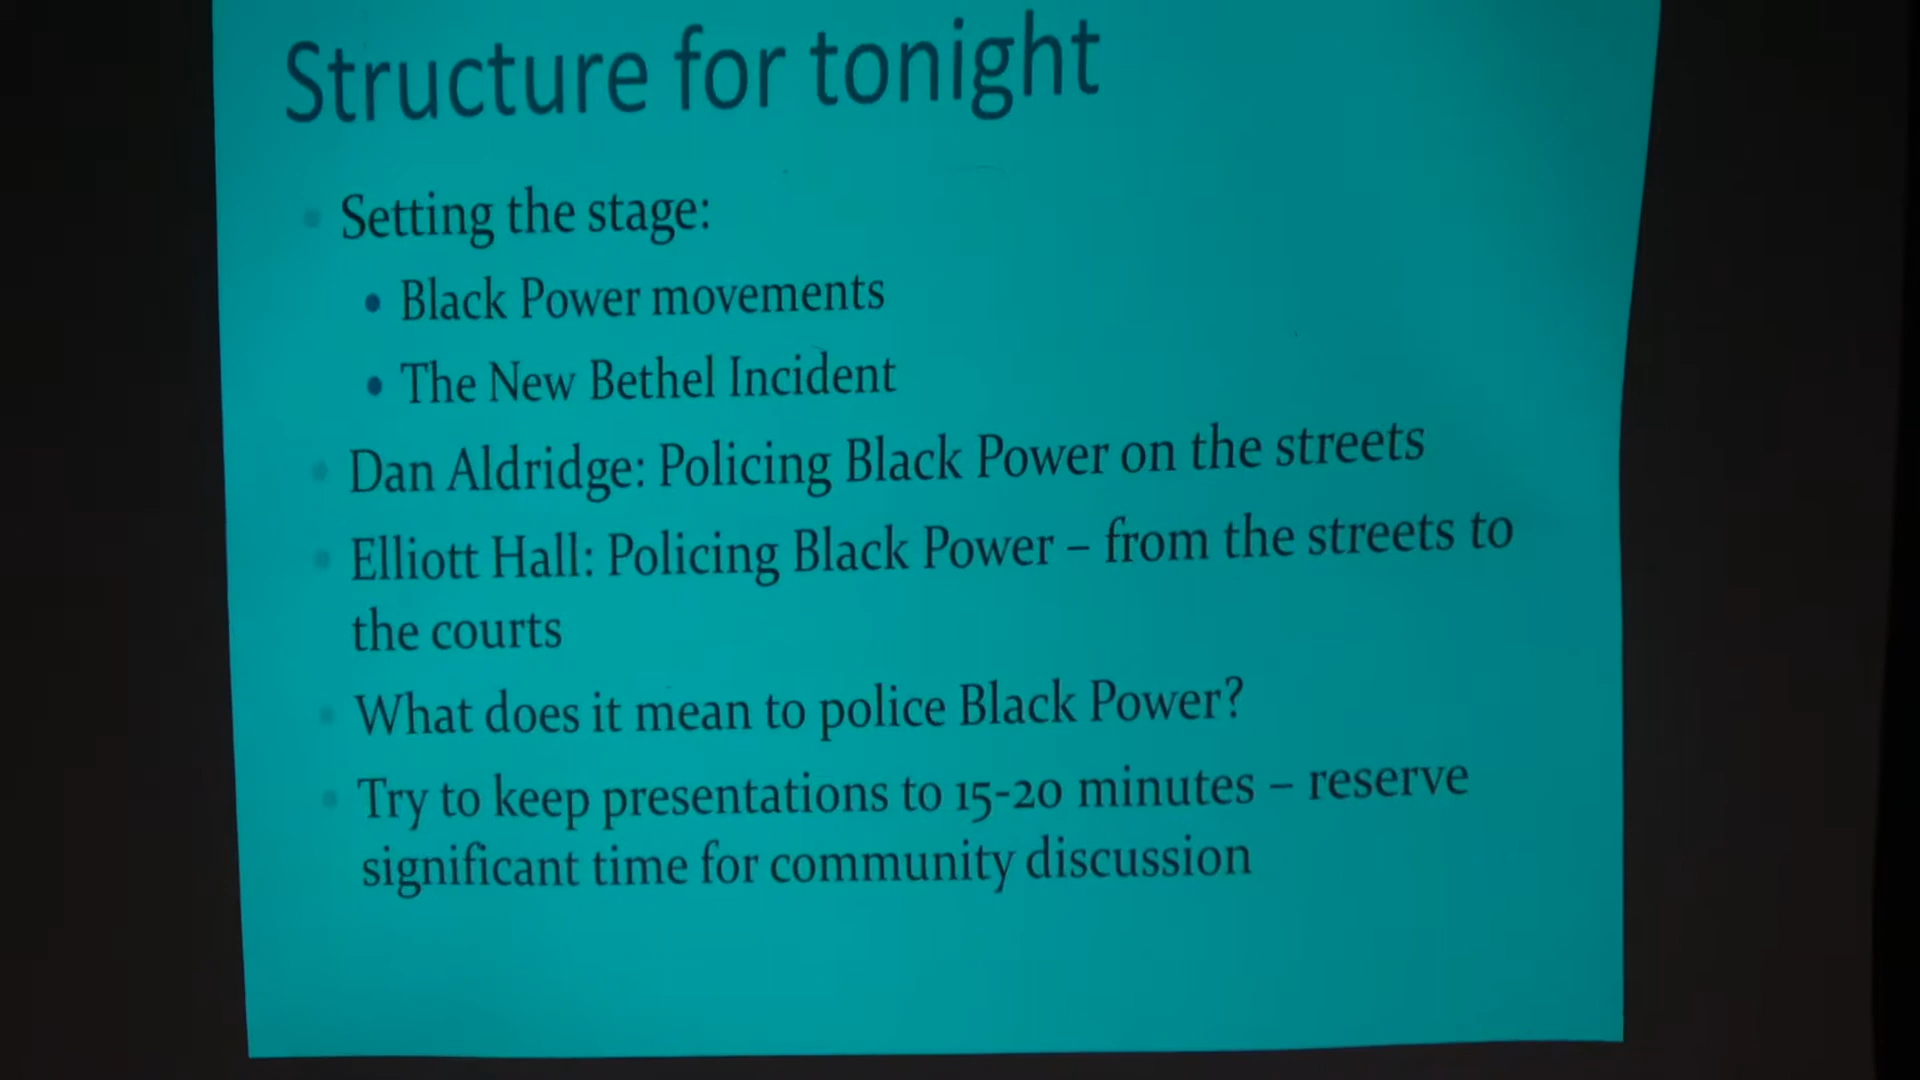 Structure for tonight
• Setting the stage:
• Black Power movements
• The New Bethel Incident
• Dan Aldridge: Policing Black Power on the streets
• Elliott Hall: Policing Black Power – from the streets to
the courts
• What does it mean to police Black Power?
• Try to keep presentations to 15-20 minutes – reserve
significant time for community discussion